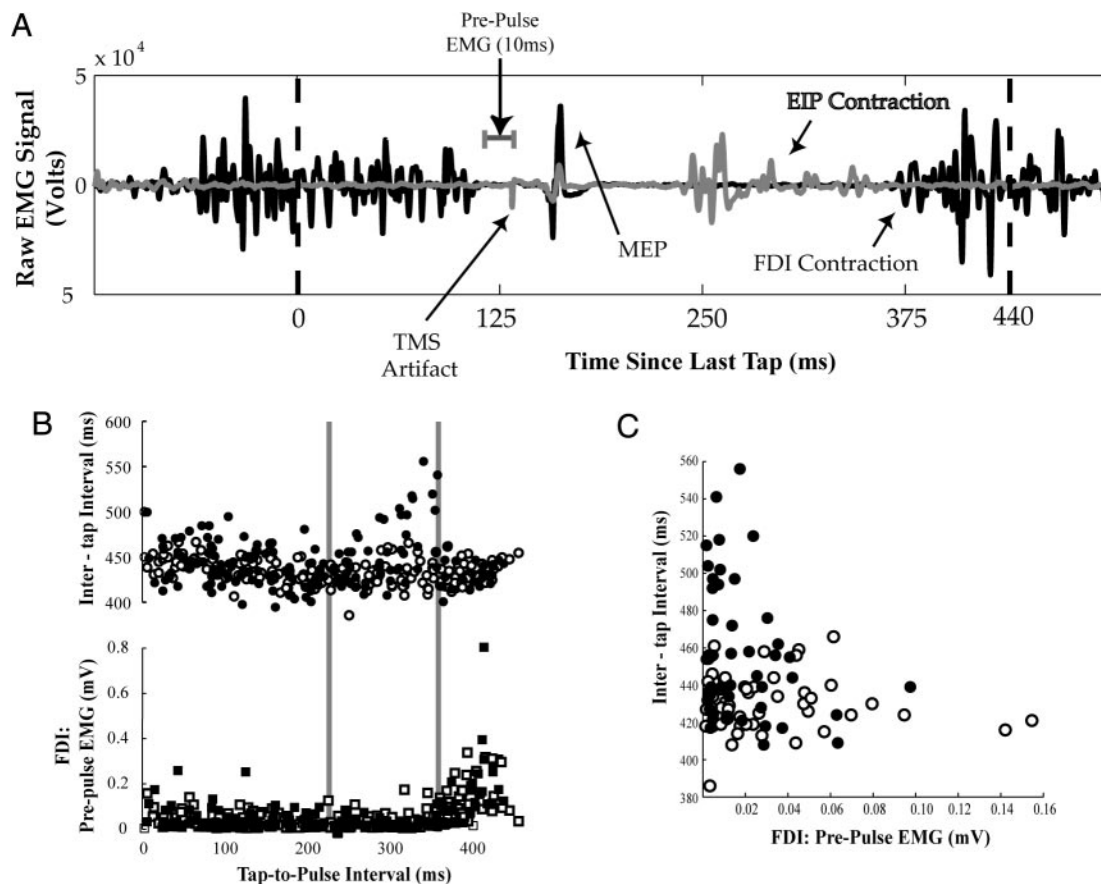 A
Pre-Pulse
EMG (10ms)
x 10⁴
5
0
5
Raw EMG Signal
(Volts)
EIP Contraction
MEP
FDI Contraction
TMS
Artifact
0
125
250
375
440
Time Since Last Tap (ms)
B
600
550
500
450
400
Inter - tap Interval (ms)
0.8
0.6
0.4
0.2
0
FDI:
Pre-pulse EMG (mV)
0
100
200
300
400
Tap-to-Pulse Interval (ms)
C
560
540
520
500
480
460
440
420
400
380
Inter - tap Interval
(ms)
0.02
0.04
0.06
0.08
0.10
0.12
0.14
0.16
FDI: Pre-Pulse EMG (mV)